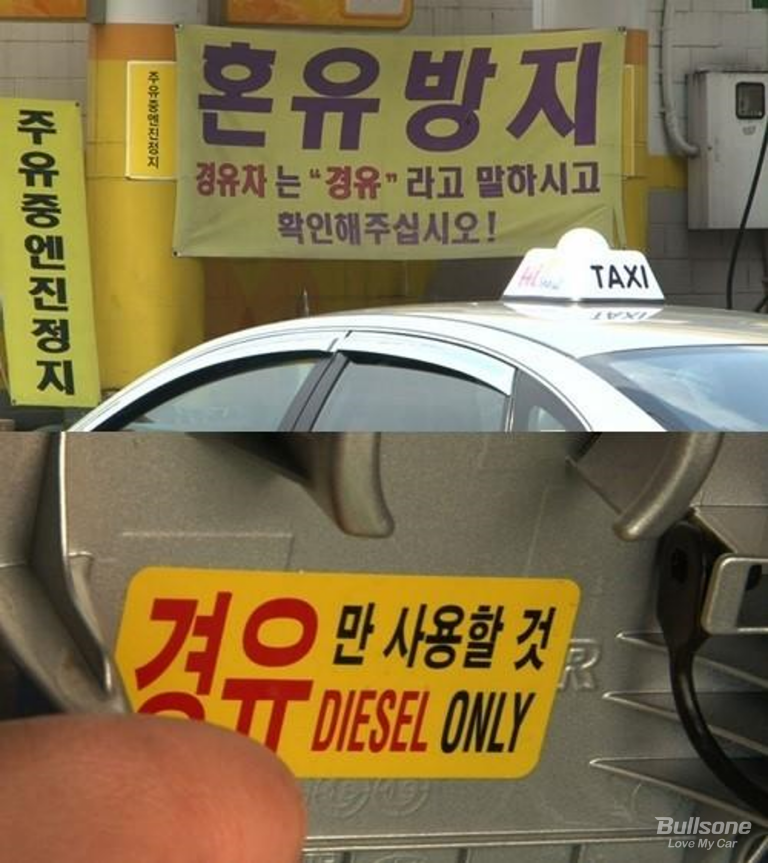 혼유방지
경유차는 "경유" 라고 말하시고
확인해주십시오!
주유중엔진정지
주유중엔진정지
TAXI
경유만 사용할 것
DIESEL ONLY
Bullsone
Love My Car